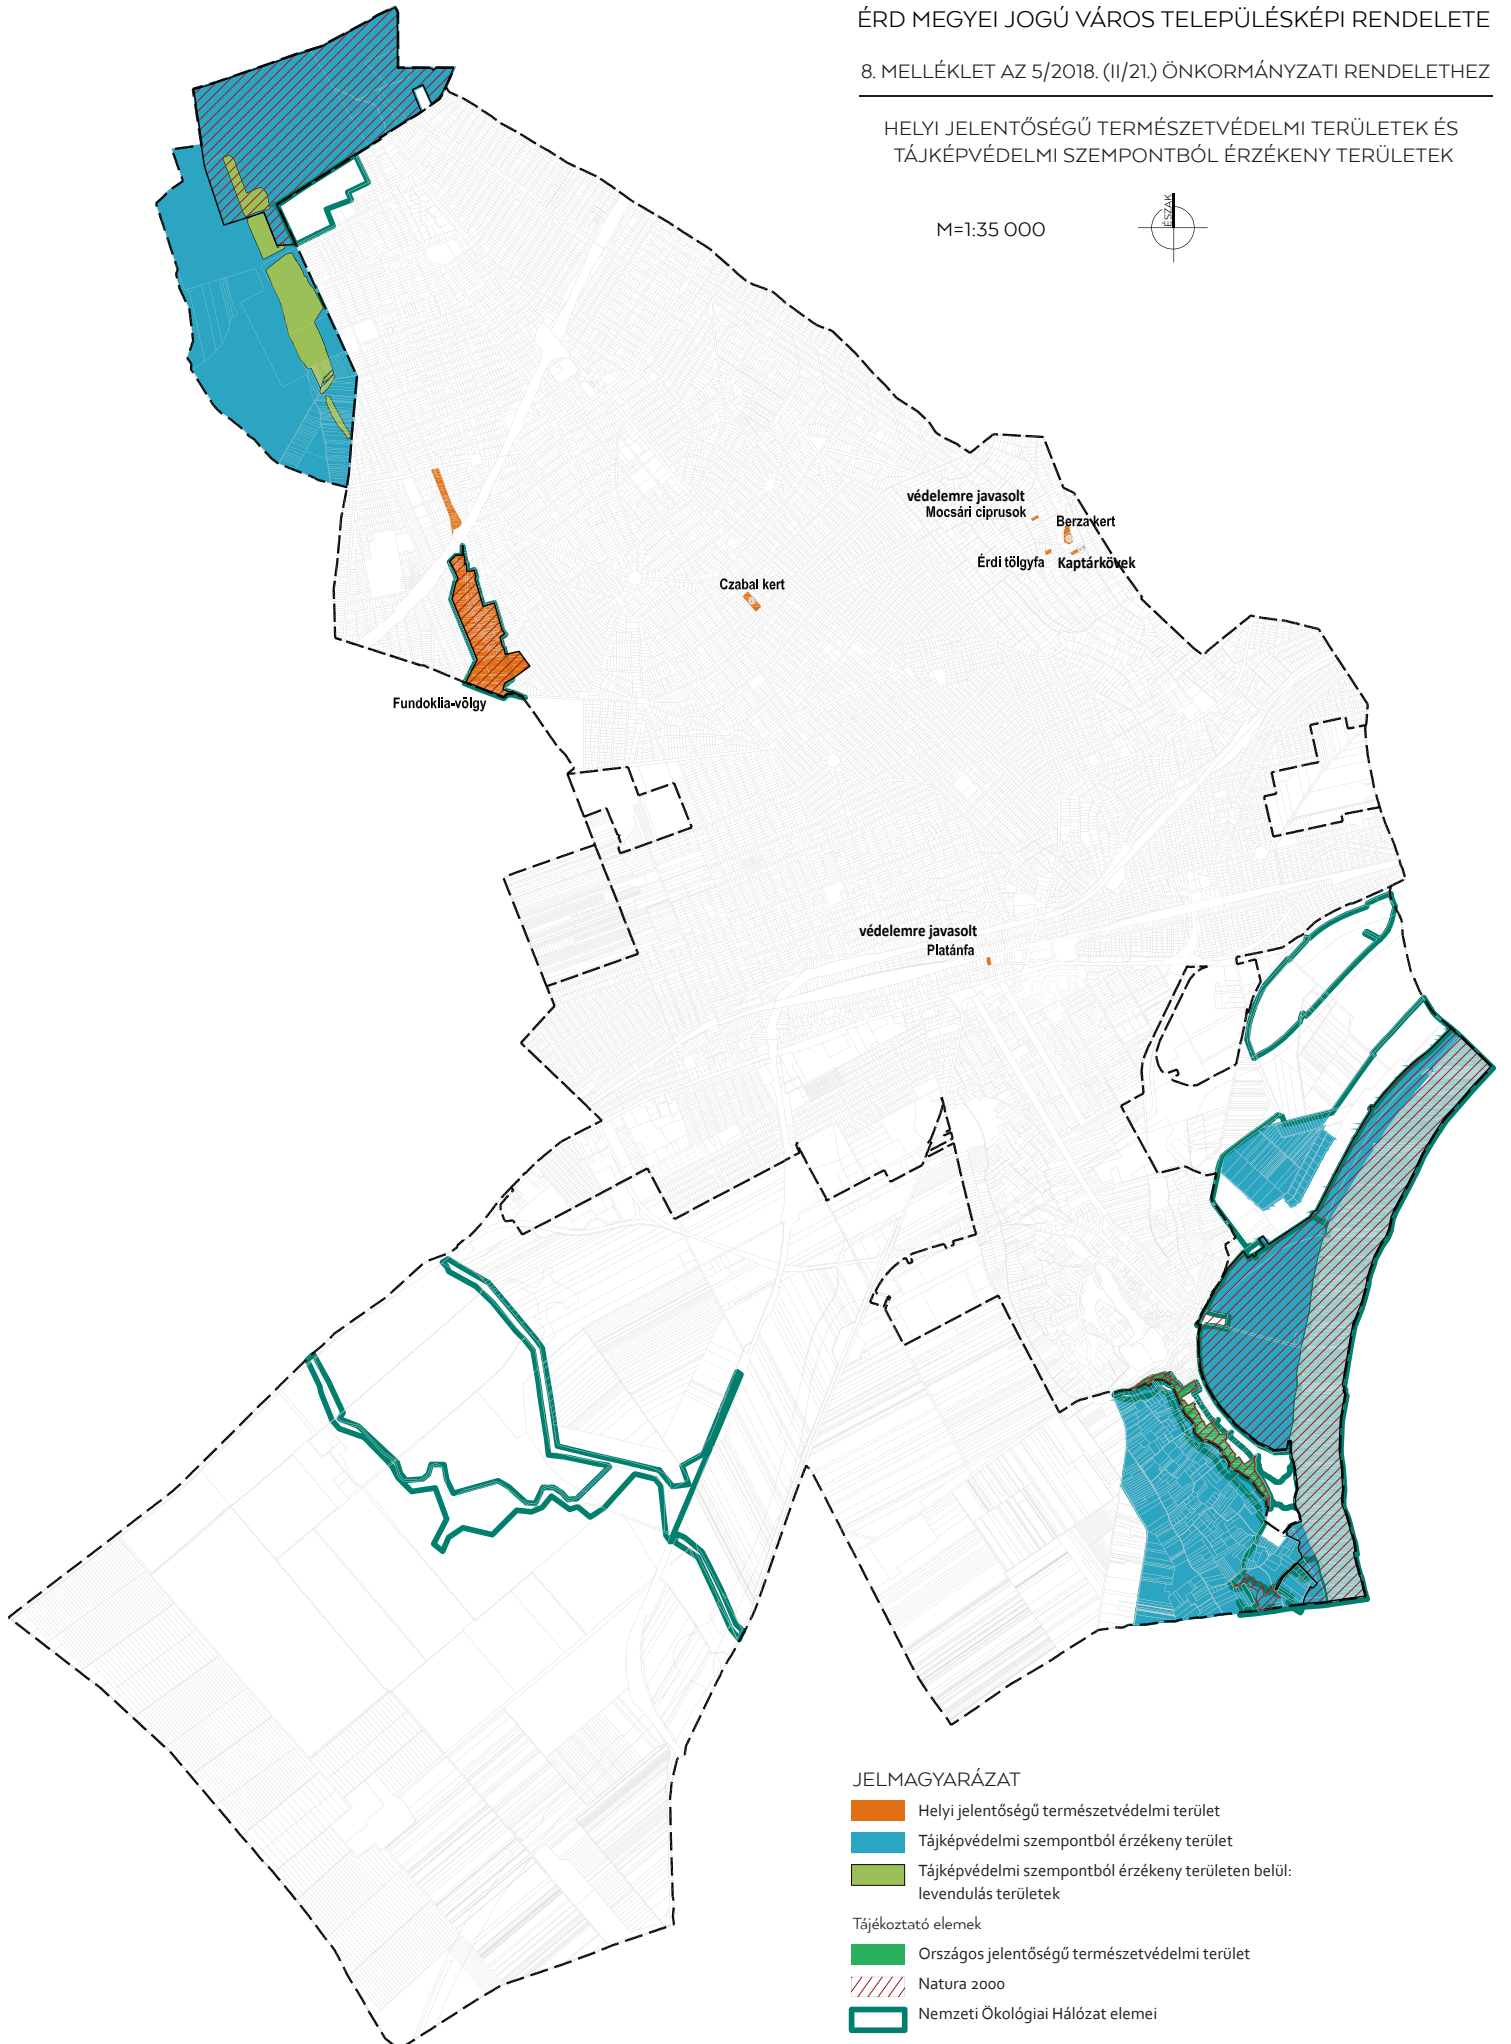 ÉRD MEGYEI JOGÚ VÁROS TELEPÜLÉSKÉPI RENDELETE
8. MELLÉKLET AZ 5/2018. (II/21.) ÖNKORMÁNYZATI RENDELETHEZ
HELYI JELENTŐSÉGŰ TERMÉSZETVÉDELMI TERÜLETEK ÉS
TÁJKÉPVÉDELMI SZEMPONTBÓL ÉRZÉKENY TERÜLETEK
M=1:35 000
ÉSZAK
védelemre javasolt
Mocsári ciprusok
Berza kert
Érdi tölgyfa
Kaptárkövek
Czabal kert
Fundoklia-völgy
védelemre javasolt
Platánfa
JELMAGYARÁZAT
Helyi jelentőségű természetvédelmi terület
Tájképvédelmi szempontból érzékeny terület
Tájképvédelmi szempontból érzékeny területen belül:
levendulás területek
Tájékoztató elemek
Országos jelentőségű természetvédelmi terület
Natura 2000
Nemzeti Ökológiai Hálózat elemei